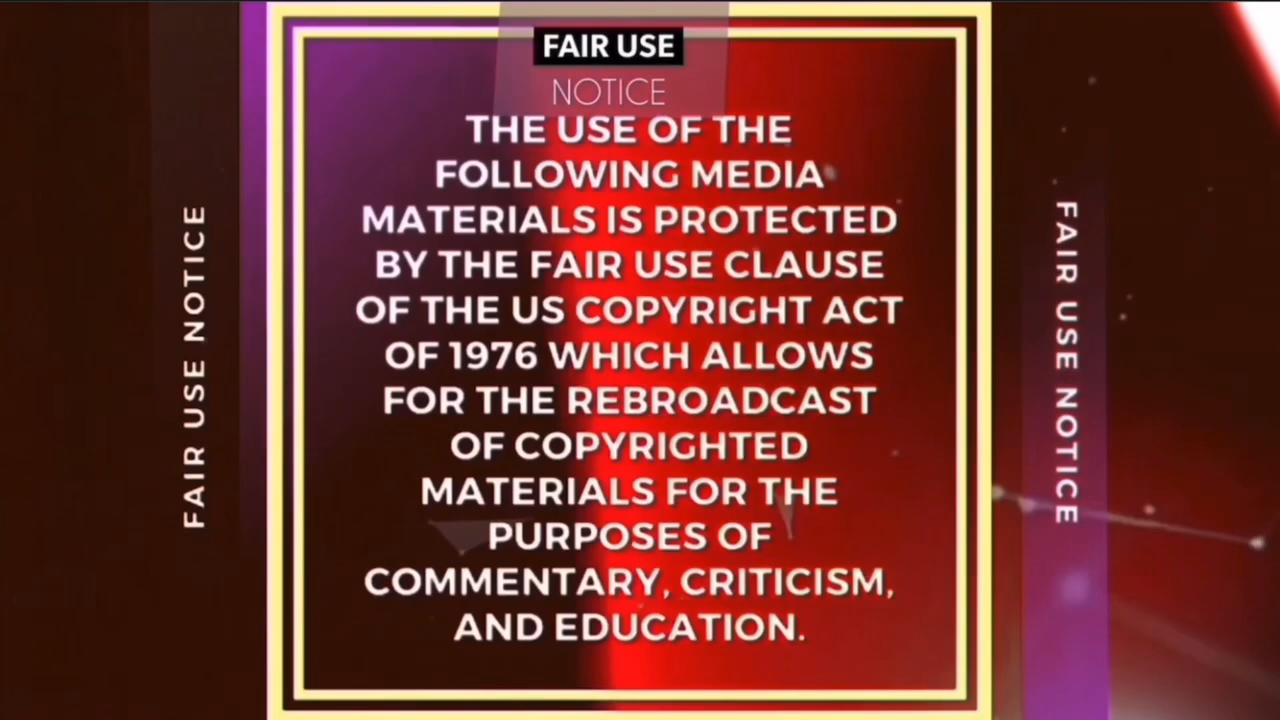 FAIR USE
NOTICE
THE USE OF THE
FOLLOWING MEDIA
MATERIALS IS PROTECTED
BY THE FAIR USE CLAUSE
OF THE US COPYRIGHT ACT
OF 1976 WHICH ALLOWS
FOR THE REBROADCAST
OF COPYRIGHTED
MATERIALS FOR THE
PURPOSES OF
COMMENTARY, CRITICISM,
AND EDUCATION.
FAIR USE NOTICE
FAIR USE NOTICE